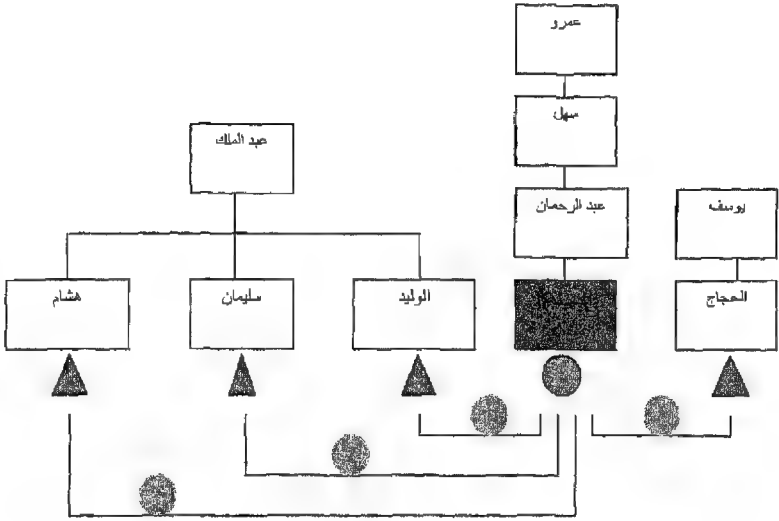 عمرو
سهل
عبد الملك
عبد الرحمان
يوسف
هشام
سليمان
الوليد
الحجاج